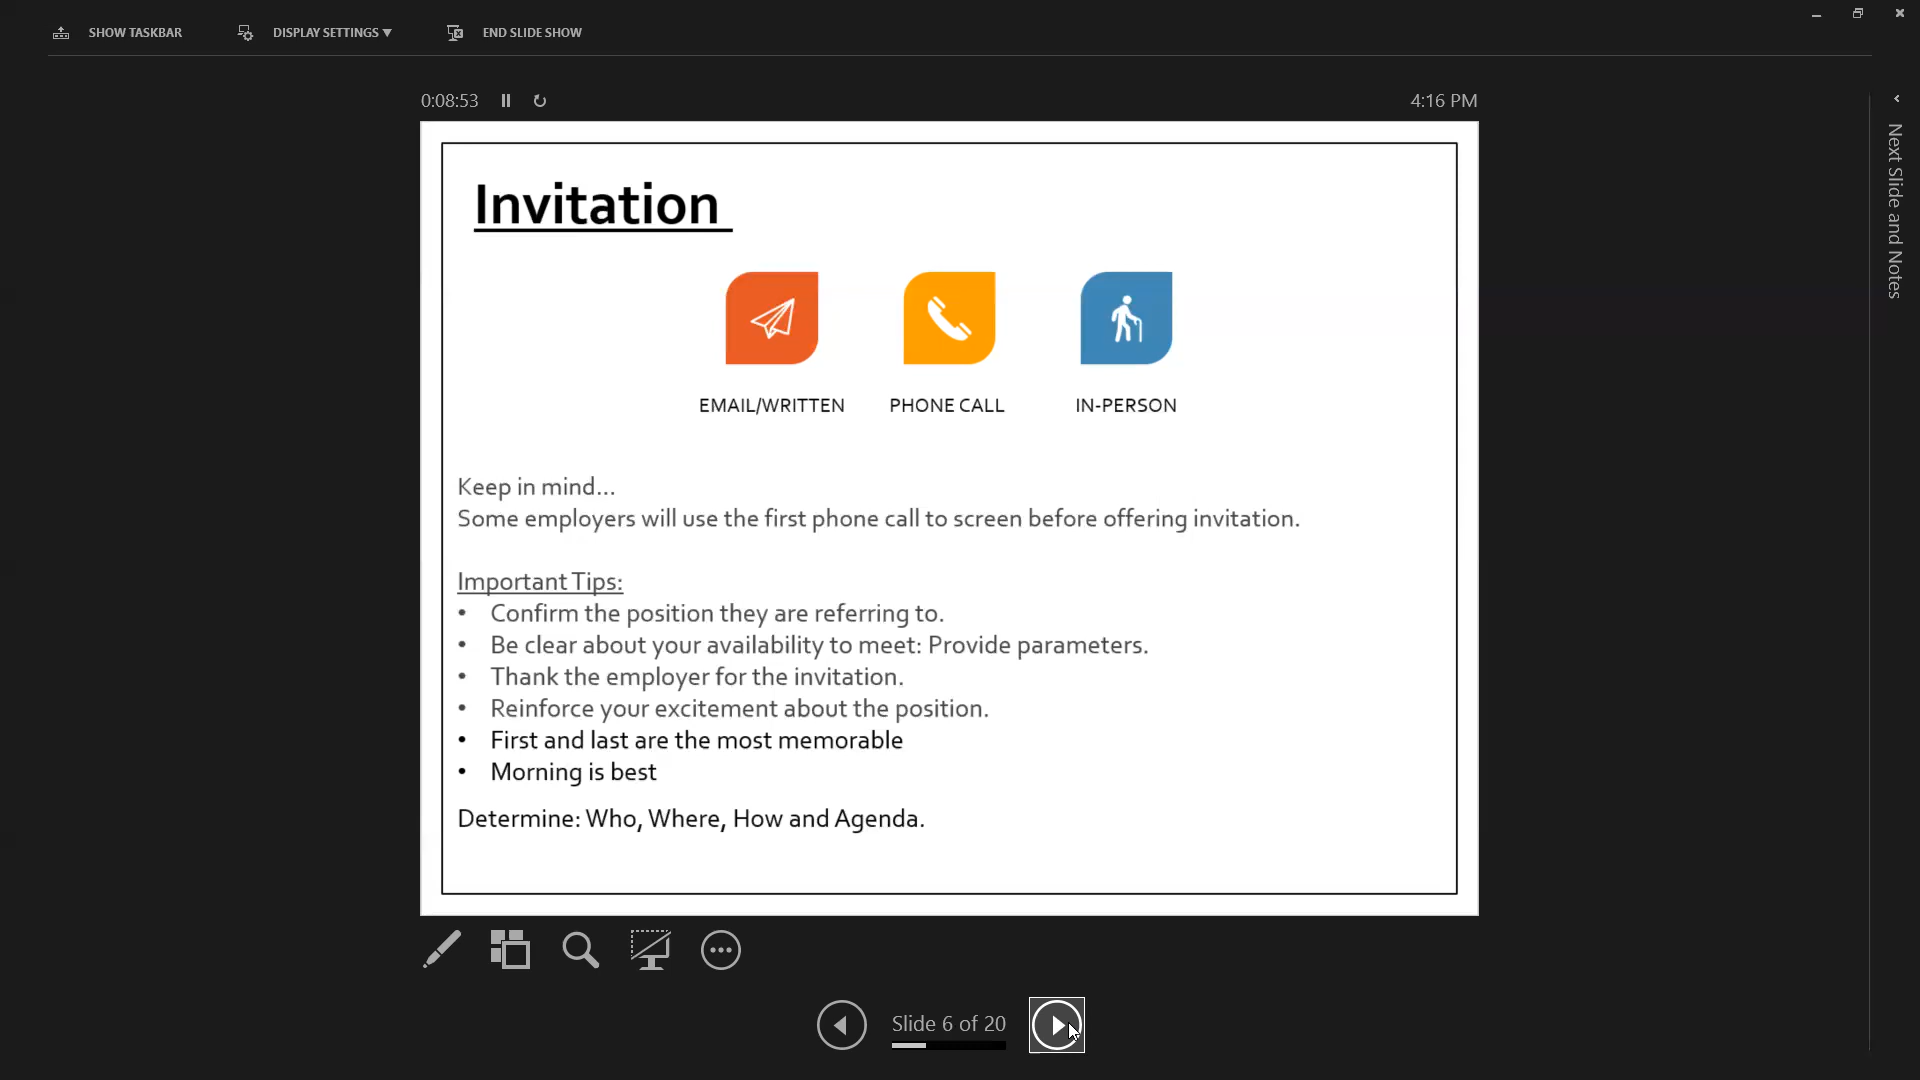 SHOW TASKBAR DISPLAY SETTINGS ▼ END SLIDE SHOW
0:08:53 4:16 PM
Next Slide and Notes
Invitation
EMAIL/WRITTEN PHONE CALL IN-PERSON
Keep in mind...
Some employers will use the first phone call to screen before offering invitation.
Important Tips:
• Confirm the position they are referring to.
• Be clear about your availability to meet: Provide parameters.
• Thank the employer for the invitation.
• Reinforce your excitement about the position.
• First and last are the most memorable
• Morning is best
Determine: Who, Where, How and Agenda.
Slide 6 of 20